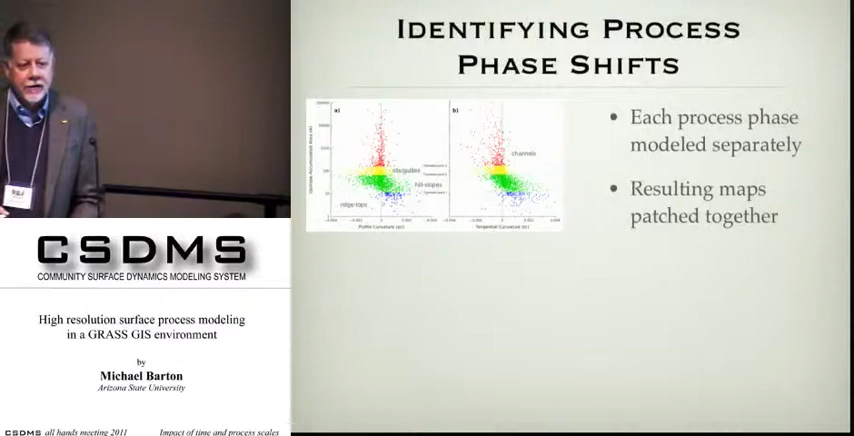 IDENTIFYING PROCESS
PHASE SHIFTS
a)
b)
channels
rills/gullies
hill-slopes
ridge-tops
Profile Curvature (pc)
Tangential Curvature (tc)
• Each process phase
modeled separately
• Resulting maps
patched together
CSDMS
COMMUNITY SURFACE DYNAMICS MODELING SYSTEM
High resolution surface process modeling
in a GRASS GIS environment
by
Michael Barton
Arizona State University
CSDMS all hands meeting 2011
Impact of time and process scales